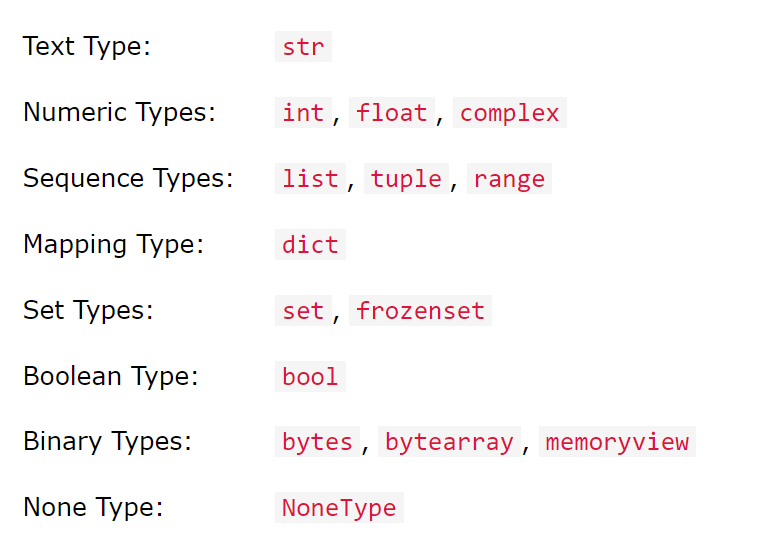 Text Type: str
Numeric Types: int, float, complex
Sequence Types: list, tuple, range
Mapping Type: dict
Set Types: set, frozenset
Boolean Type: bool
Binary Types: bytes, bytearray, memoryview
None Type: NoneType